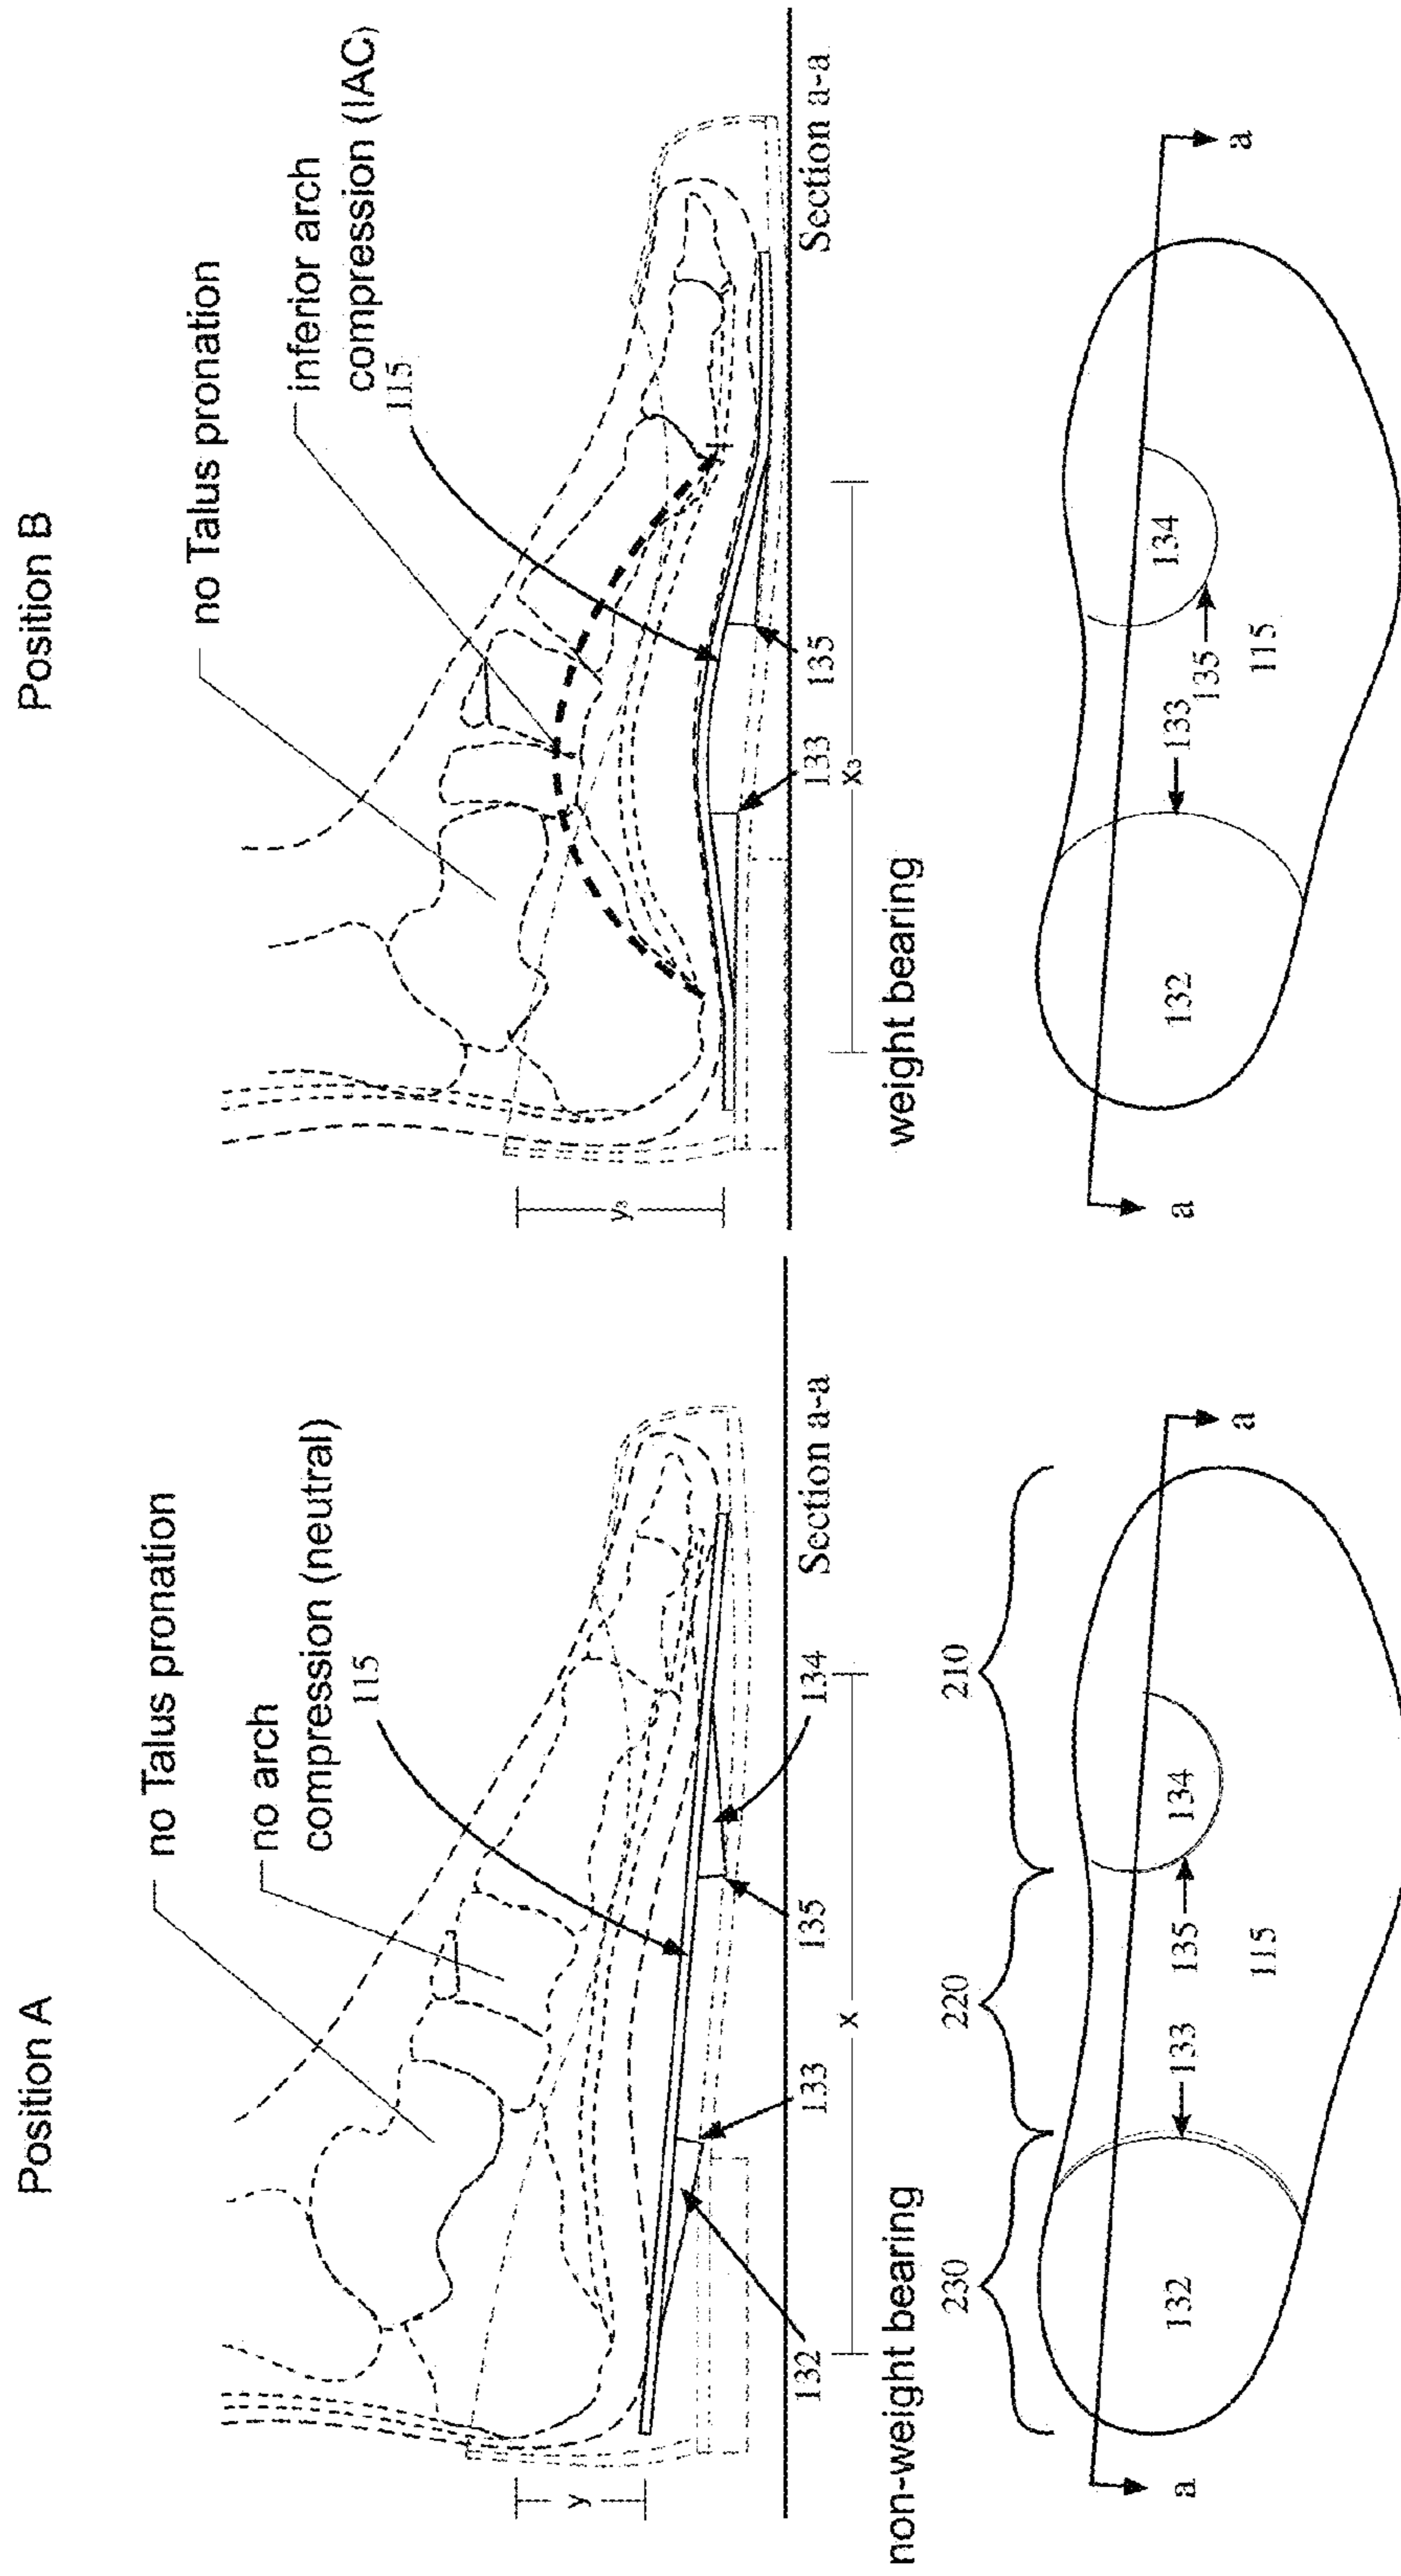 Position A
no Talus pronation
no arch
compression (neutral)
115
y
Section a-a
132
133
135
134
x
non-weight bearing
230
220
210
132
133
135
134
115
a
a
Position B
no Talus pronation
inferior arch
compression (IAC)
115
y₃
Section a-a
133
135
x₃
weight bearing
132
133
135
134
115
a
a